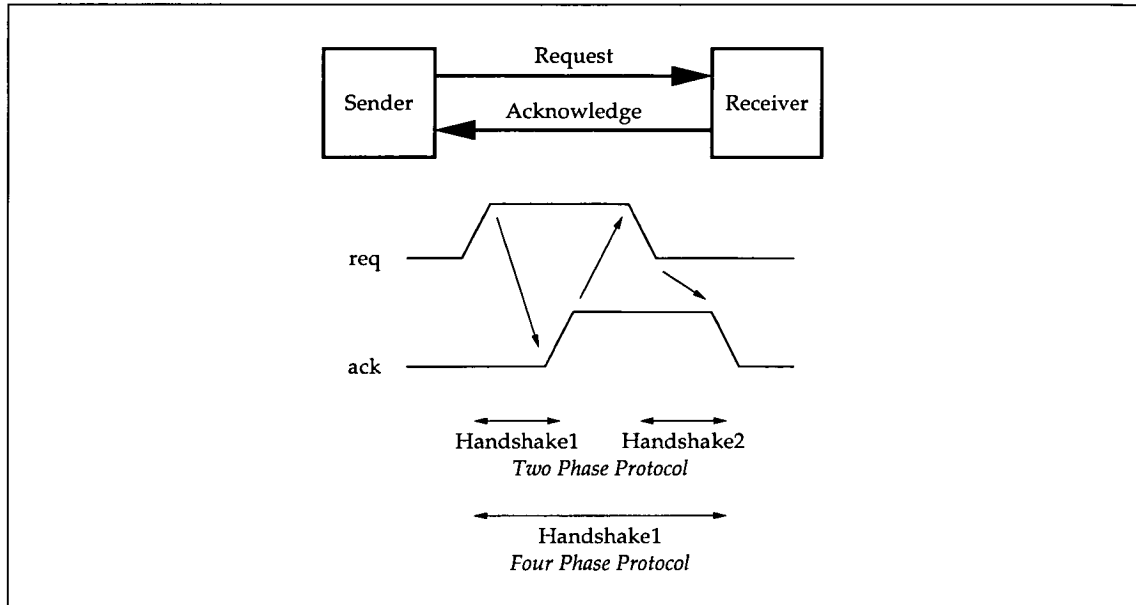 Request
Sender
Receiver
Acknowledge
req
ack
Handshake1
Handshake2
Two Phase Protocol
Handshake1
Four Phase Protocol